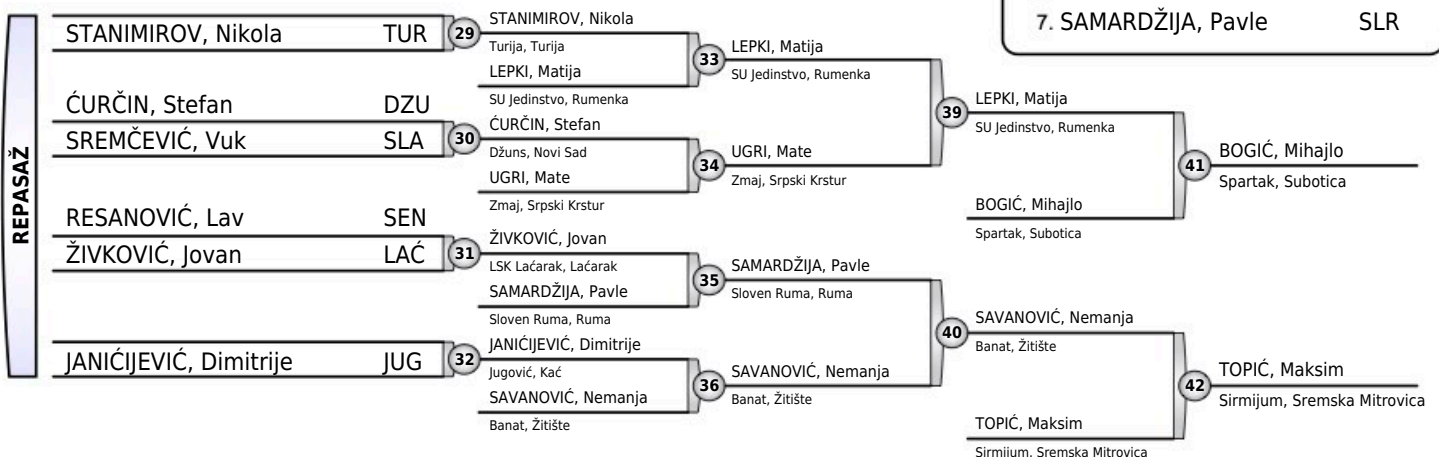 7. SAMARDŽIJA, Pavle SLR
REPASAŽ
STANIMIROV, Nikola TUR
ĆURČIN, Stefan DZU
SREMČEVIĆ, Vuk SLA
RESANOVIĆ, Lav SEN
ŽIVKOVIĆ, Jovan LAĆ
JANIĆIJEVIĆ, Dimitrije JUG
29
30
31
32
STANIMIROV, Nikola
Turija, Turija
LEPKI, Matija
SU Jedinstvo, Rumenka
ĆURČIN, Stefan
Džuns, Novi Sad
UGRI, Mate
Zmaj, Srpski Krstur
ŽIVKOVIĆ, Jovan
LSK Laćarak, Laćarak
SAMARDŽIJA, Pavle
Sloven Ruma, Ruma
JANIĆIJEVIĆ, Dimitrije
Jugović, Kać
SAVANOVIĆ, Nemanja
Banat, Žitište
33
34
35
36
LEPKI, Matija
SU Jedinstvo, Rumenka
UGRI, Mate
Zmaj, Srpski Krstur
SAMARDŽIJA, Pavle
Sloven Ruma, Ruma
SAVANOVIĆ, Nemanja
Banat, Žitište
39
40
LEPKI, Matija
SU Jedinstvo, Rumenka
BOGIĆ, Mihajlo
Spartak, Subotica
SAVANOVIĆ, Nemanja
Banat, Žitište
TOPIĆ, Maksim
Sirmijum, Sremska Mitrovica
41
42
BOGIĆ, Mihajlo
Spartak, Subotica
TOPIĆ, Maksim
Sirmijum, Sremska Mitrovica